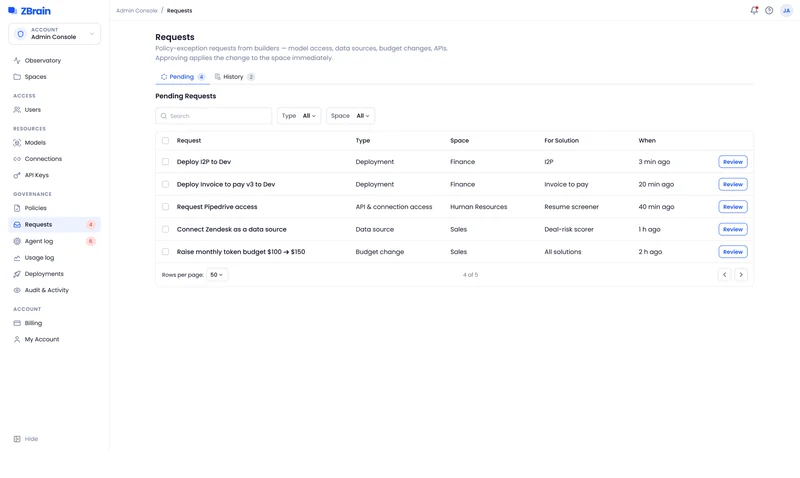 ZBrain
ACCOUNT
Admin Console
Observatory
Spaces
ACCESS
Users
RESOURCES
Models
Connections
API Keys
GOVERNANCE
Policies
Requests 4
Agent log 6
Usage log
Deployments
Audit & Activity
ACCOUNT
Billing
My Account
Hide
Admin Console / Requests
JA
Requests
Policy-exception requests from builders — model access, data sources, budget changes, APIs.
Approving applies the change to the space immediately.
Pending 4 History 2
Pending Requests
Search Type All Space All
Request Type Space For Solution When
Deploy I2P to Dev Deployment Finance I2P 3 min ago Review
Deploy Invoice to pay v3 to Dev Deployment Finance Invoice to pay 20 min ago Review
Request Pipedrive access API & connection access Human Resources Resume screener 40 min ago Review
Connect Zendesk as a data source Data source Sales Deal-risk scorer 1 h ago Review
Raise monthly token budget $100 → $150 Budget change Sales All solutions 2 h ago Review
Rows per page: 50 4 of 5